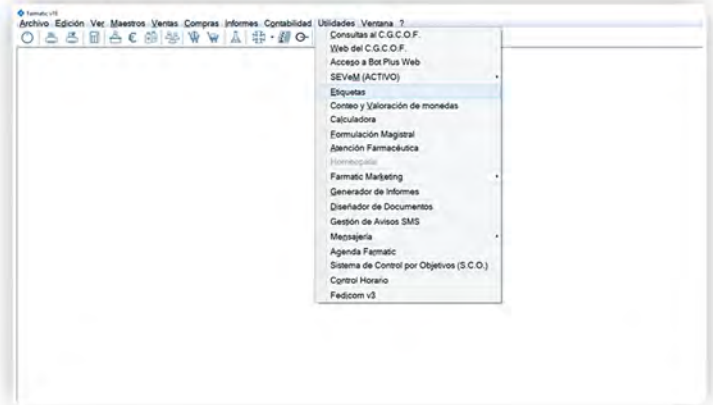 Farmatic v16
Archivo Edición Ver Maestros Ventas Compras Informes Contabilidad Utilidades Ventana ?
Consultas al C.G.C.O.F.
Web del C.G.C.O.F.
Acceso a Bot Plus Web
SEVeM (ACTIVO)
Etiquetas
Conteo y Valoración de monedas
Calculadora
Formulación Magistral
Atención Farmacéutica
Homeopatía
Farmatic Marketing
Generador de Informes
Diseñador de Documentos
Gestión de Avisos SMS
Mensajería
Agenda Farmatic
Sistema de Control por Objetivos (S.C.O.)
Control Horario
Fedicom v3